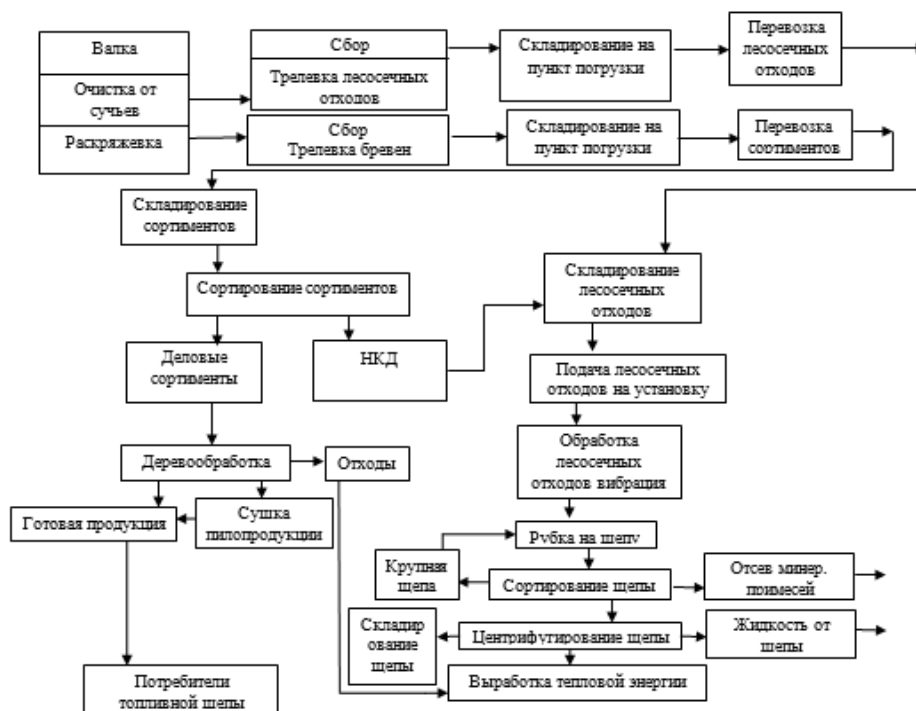 Валка
Очистка от
сучьев
Раскряжевка
Сбор
Трелевка лесосечных
отходов
Складирование на
пункт погрузки
Перевозка
лесосечных
отходов
Сбор
Трелевка бревен
Складирование на
пункт погрузки
Перевозка
сортиментов
Складирование
сортиментов
Сортирование сортиментов
Деловые
сортименты
НКД
Складирование
лесосечных
отходов
Подача лесосечных
отходов на установку
Обработка
лесосечных
отходов вибрация
Деревообработка
Отходы
Готовая продукция
Сушка
пилопродукции
Рубка на щепу
Крупная
щепа
Сортирование щепы
Отсев минер.
примесей
Складир
ование
щепы
Центрифугирование щепы
Жидкость от
щепы
Выработка тепловой энергии
Потребители
топливной щепы